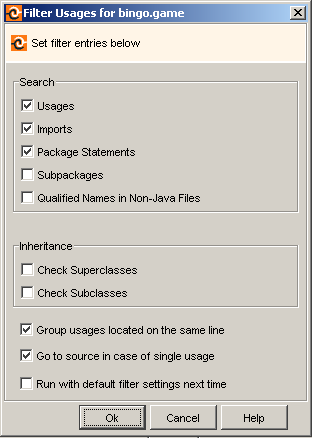 Filter Usages for bingo.game
Set filter entries below
Search
Usages
Imports
Package Statements
Subpackages
Qualified Names in Non-Java Files
Inheritance
Check Superclasses
Check Subclasses
Group usages located on the same line
Go to source in case of single usage
Run with default filter settings next time
Ok Cancel Help